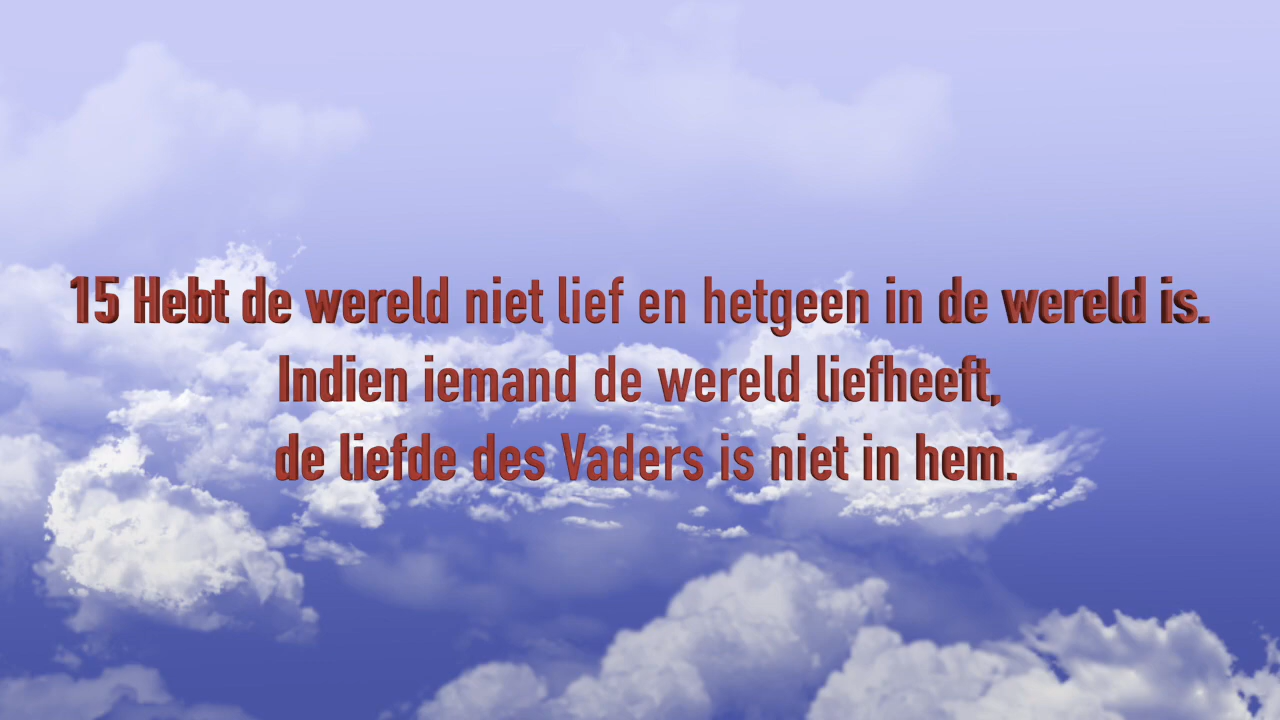 15 Hebt de wereld niet lief en hetgeen in de wereld is.
Indien iemand de wereld liefheeft,
de liefde des Vaders is niet in hem.